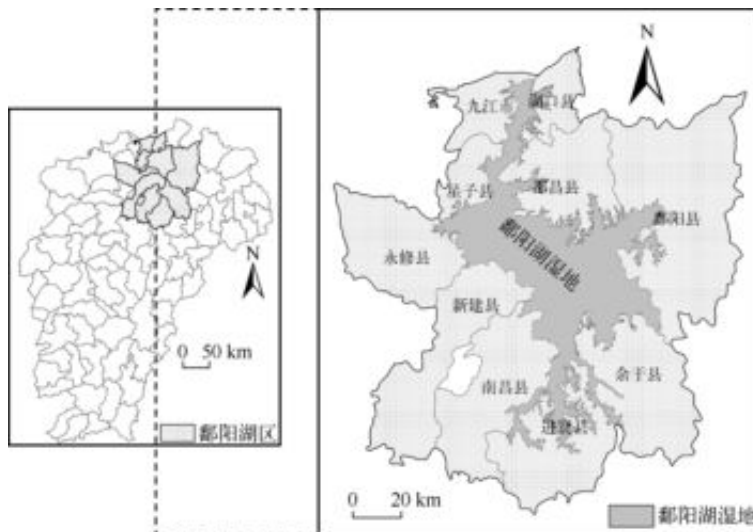 N
0 50 km
鄱阳湖区
N
九江市
湖口县
星子县
都昌县
鄱阳县
永修县
鄱阳湖湿地
新建县
南昌县
余干县
进贤县
0 20 km
鄱阳湖湿地